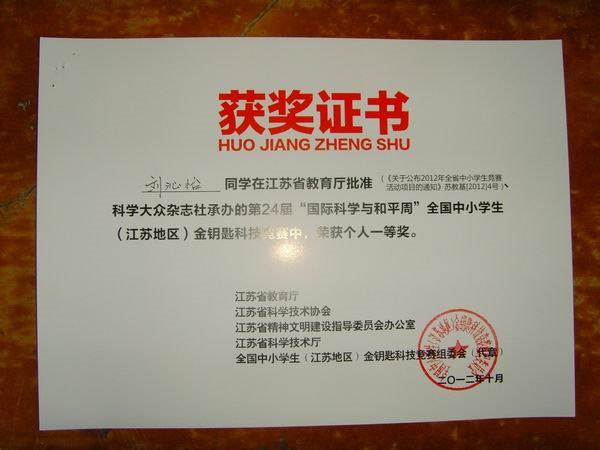 获奖证书
HUO JIANG ZHENG SHU
刘沁怡 同学在江苏省教育厅批准（《关于公布2012年全省中小学生竞赛活动项目的通知》苏教基[2012]4号）、
科学大众杂志社承办的第24届“国际科学与和平周”全国中小学生
（江苏地区）金钥匙科技竞赛中，荣获个人一等奖。
江苏省教育厅
江苏省科学技术协会
江苏省精神文明建设指导委员会办公室
江苏省科学技术厅
全国中小学生（江苏地区）金钥匙科技竞赛组委会（代章）
二〇一二年十月